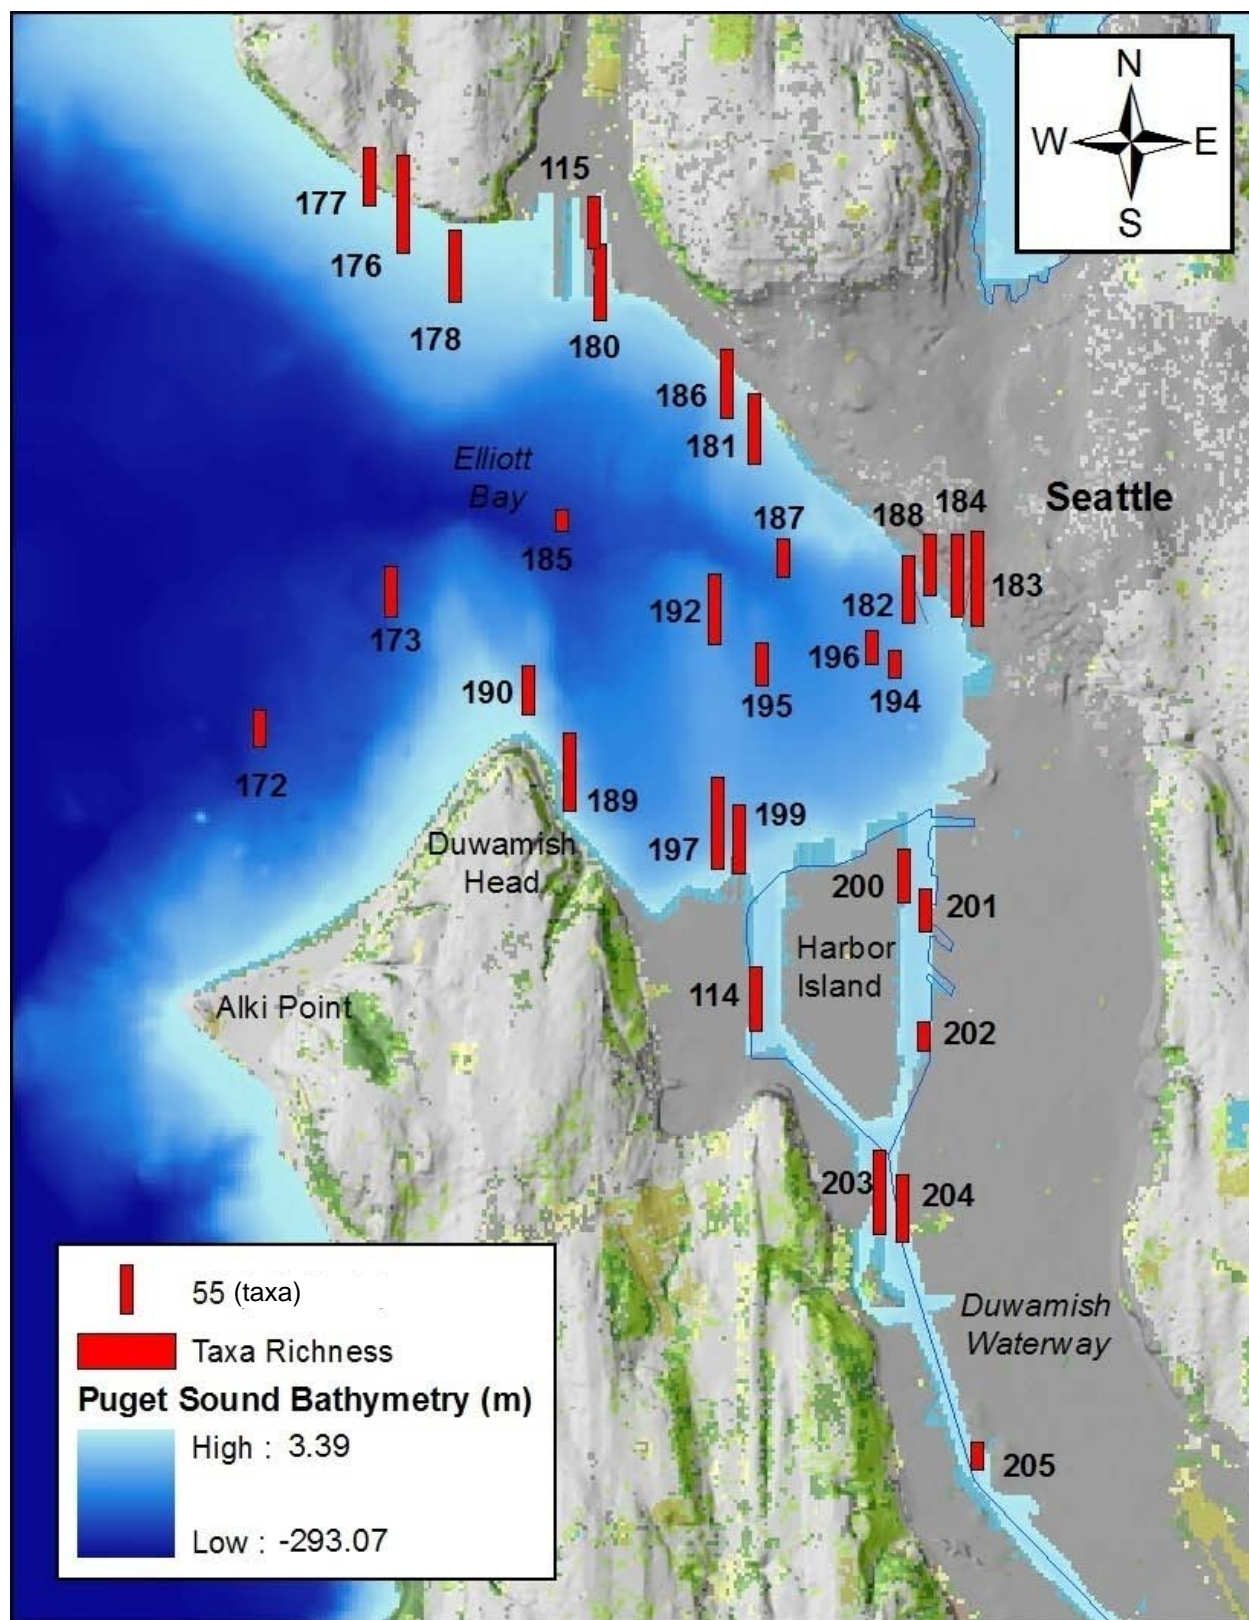 N
W E
S
115
177
176
178
180
186
181
Elliott
Bay
Seattle
184
188
187
185
183
182
192
173
196
190
195
194
172
189
199
197
Duwamish
Head
200
201
Harbor
Island
114
Alki Point
202
203
204
55 (taxa)
Taxa Richness
Puget Sound Bathymetry (m)
High : 3.39
Low : -293.07
Duwamish
Waterway
205